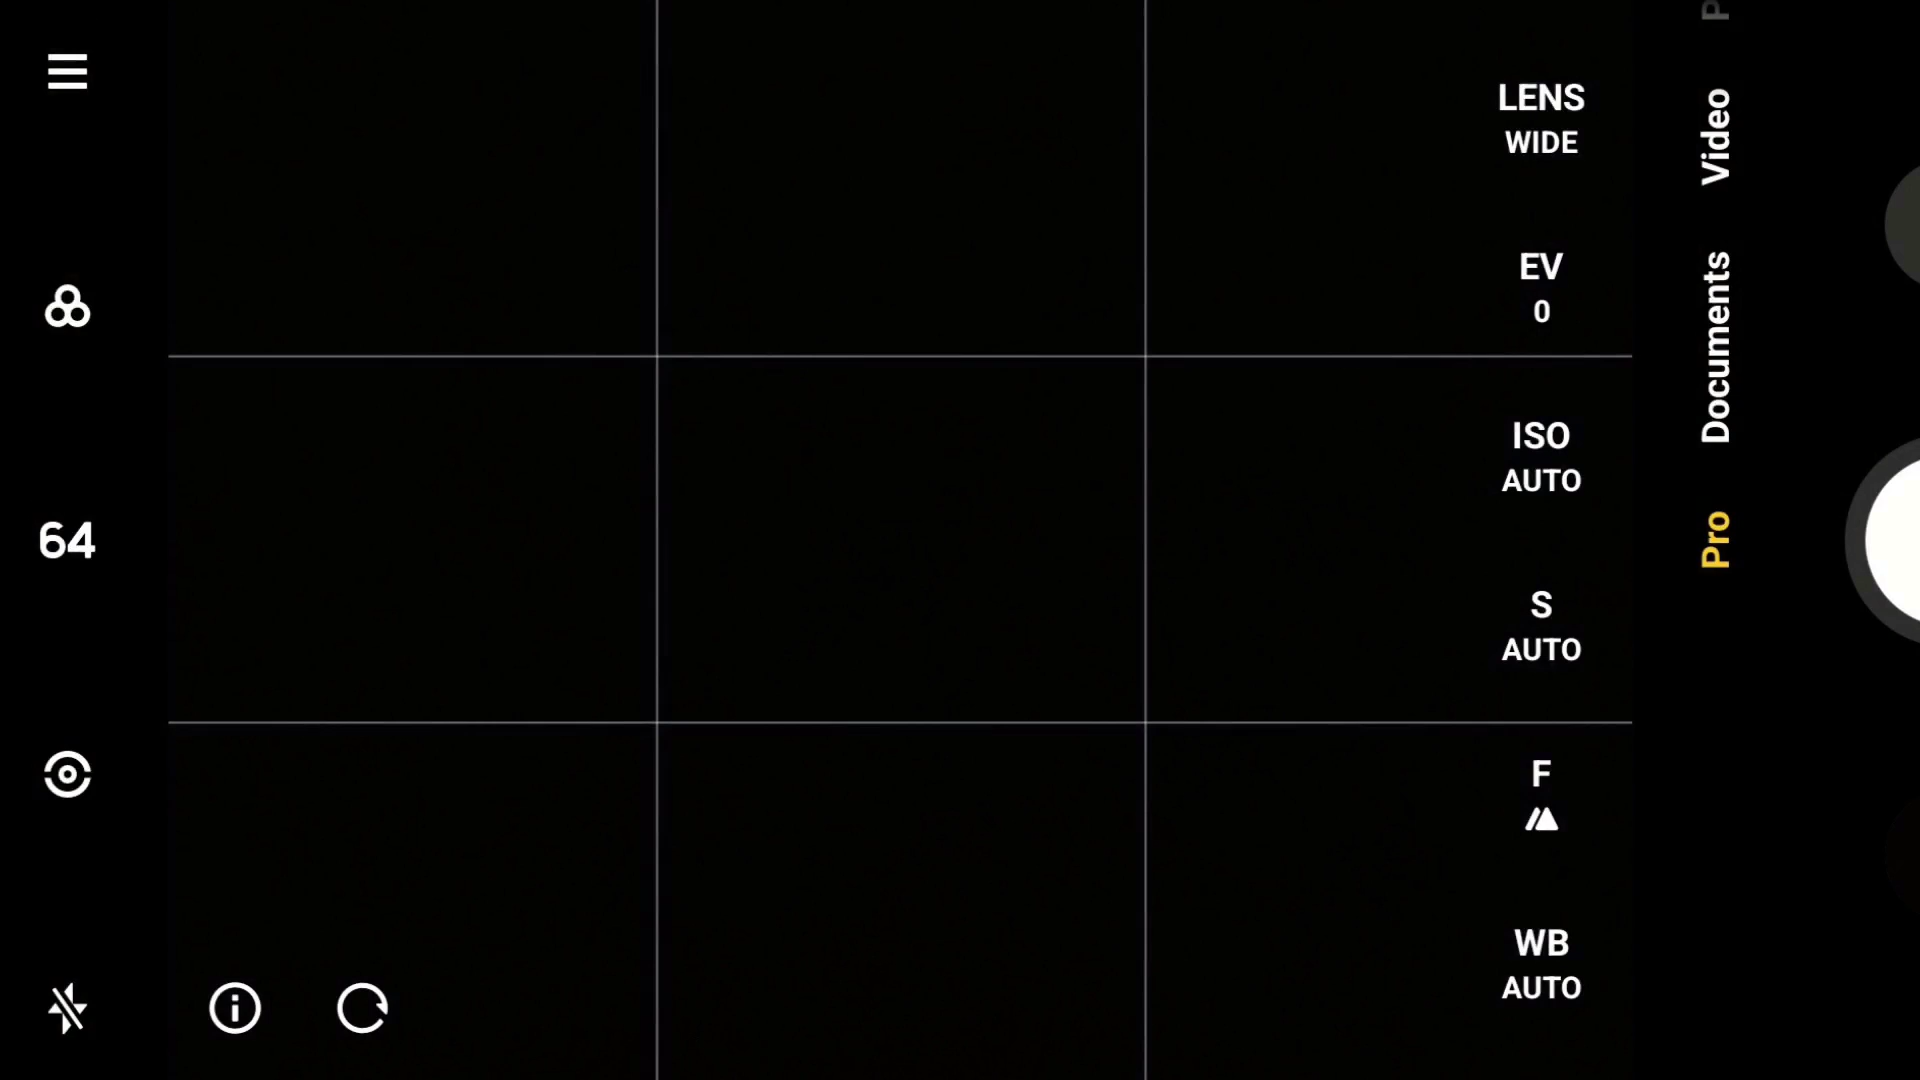 LENS
WIDE
EV
0
ISO
AUTO
S
AUTO
F
WB
AUTO
64
Video
Documents
Pro